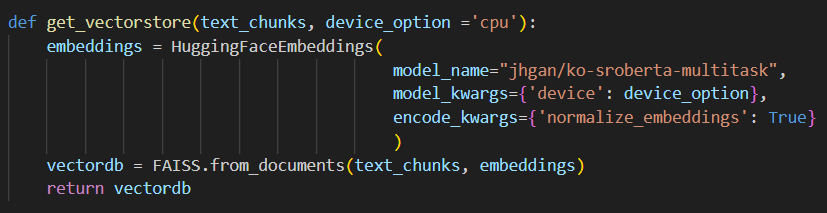 def get_vectorstore(text_chunks, device_option ='cpu'):
    embeddings = HuggingFaceEmbeddings(
                                        model_name="jhgan/ko-sroberta-multitask",
                                        model_kwargs={'device': device_option},
                                        encode_kwargs={'normalize_embeddings': True}
                                        )
    vectordb = FAISS.from_documents(text_chunks, embeddings)
    return vectordb